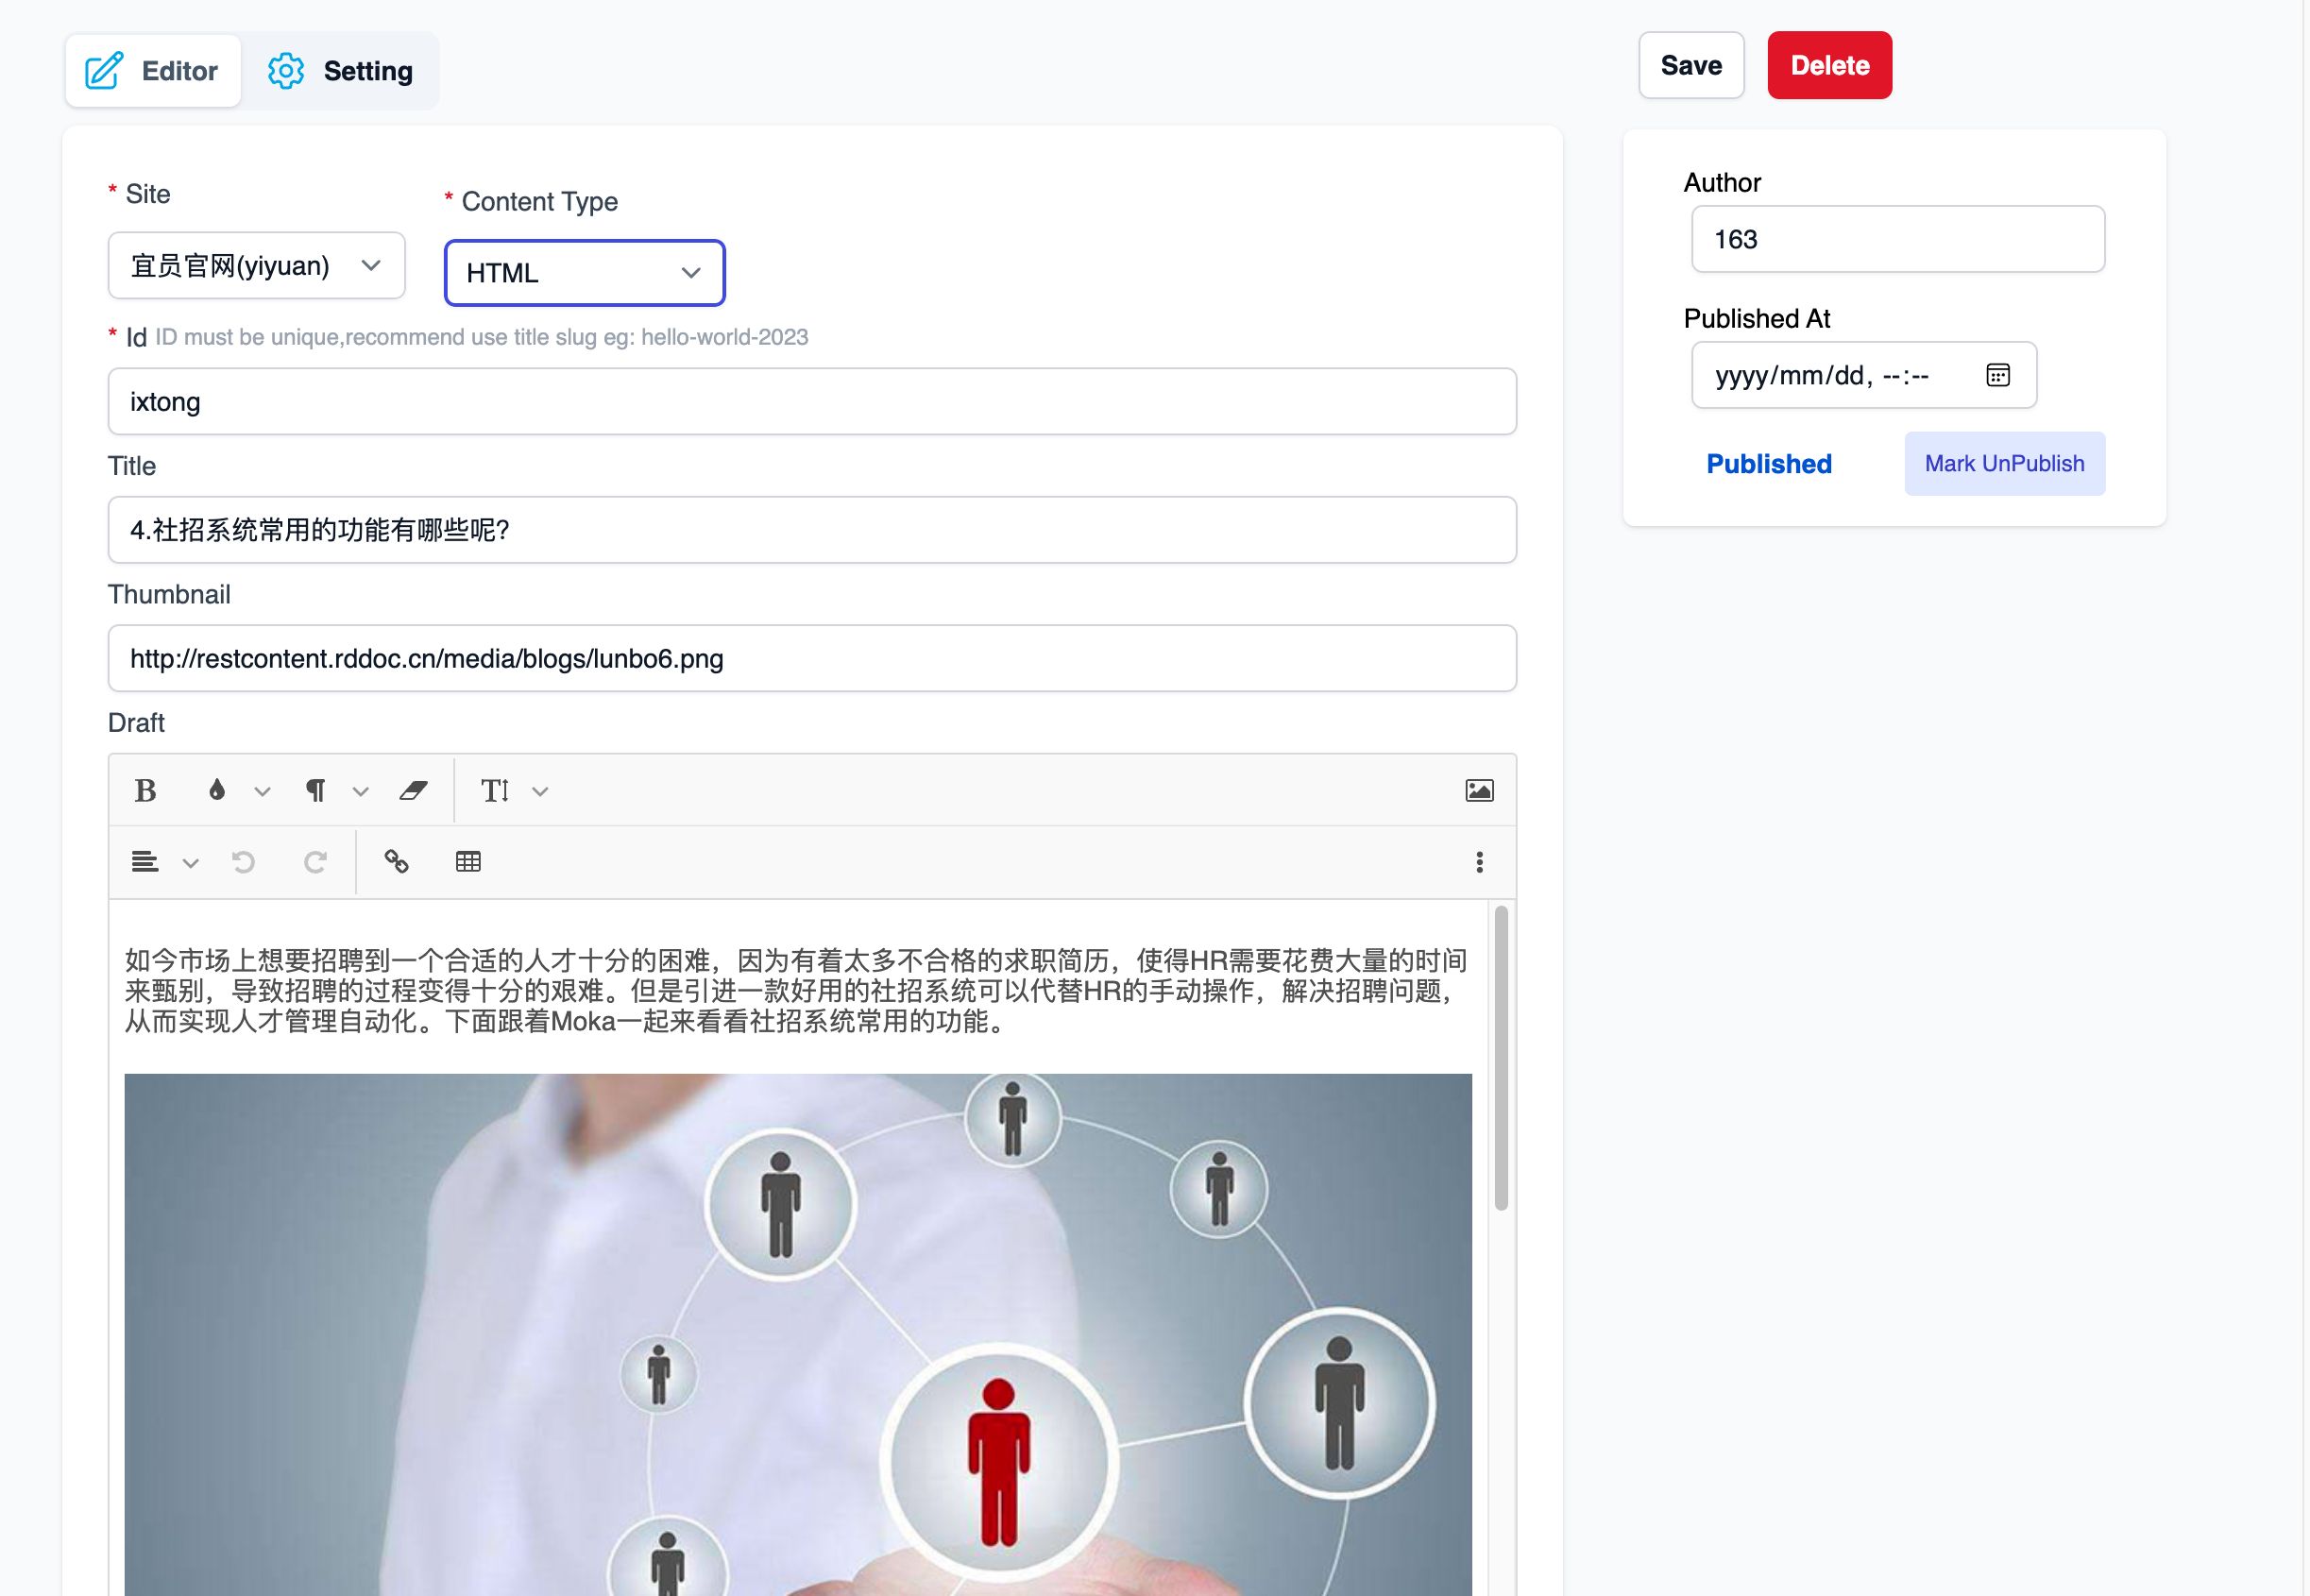 Editor
Setting
Save
Delete
* Site
* Content Type
宜员官网(yiyuan)
HTML
* Id ID must be unique,recommend use title slug eg: hello-world-2023
ixtong
Title
4.社招系统常用的功能有哪些呢?
Thumbnail
http://restcontent.rddoc.cn/media/blogs/lunbo6.png
Draft
如今市场上想要招聘到一个合适的人才十分的困难，因为有着太多不合格的求职简历，使得HR需要花费大量的时间
来甄别，导致招聘的过程变得十分的艰难。但是引进一款好用的社招系统可以代替HR的手动操作，解决招聘问题，
从而实现人才管理自动化。下面跟着Moka一起来看看社招系统常用的功能。
Author
163
Published At
yyyy/mm/dd, --:--
Published
Mark UnPublish